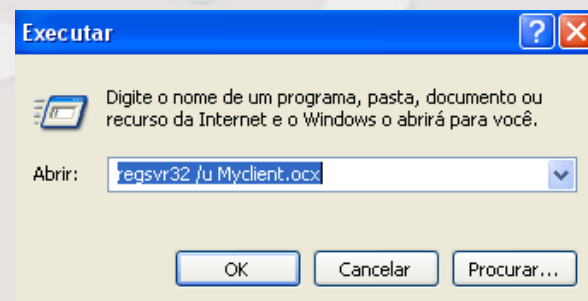 Executar
Digite o nome de um programa, pasta, documento ou
recurso da Internet e o Windows o abrirá para você.
Abrir: regsvr32 /u Myclient.ocx
OK Cancelar Procurar...